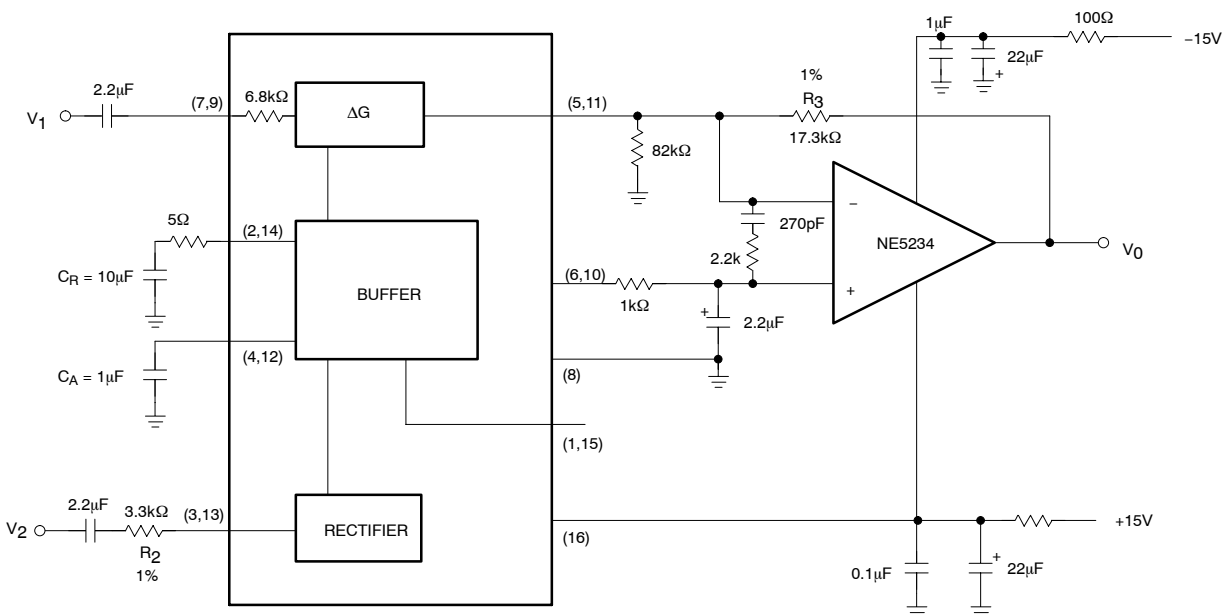 1μF
100Ω
−15V
22μF
+
2.2μF
(7,9)
6.8kΩ
ΔG
(5,11)
1%
R3
17.3kΩ
V1
82kΩ
5Ω
(2,14)
270pF
−
NE5234
V0
2.2k
CR = 10μF
BUFFER
(6,10)
1kΩ
+
+
2.2μF
(4,12)
CA = 1μF
(8)
(1,15)
2.2μF
3.3kΩ
(3,13)
V2
R2
1%
RECTIFIER
(16)
+15V
0.1μF
+
22μF